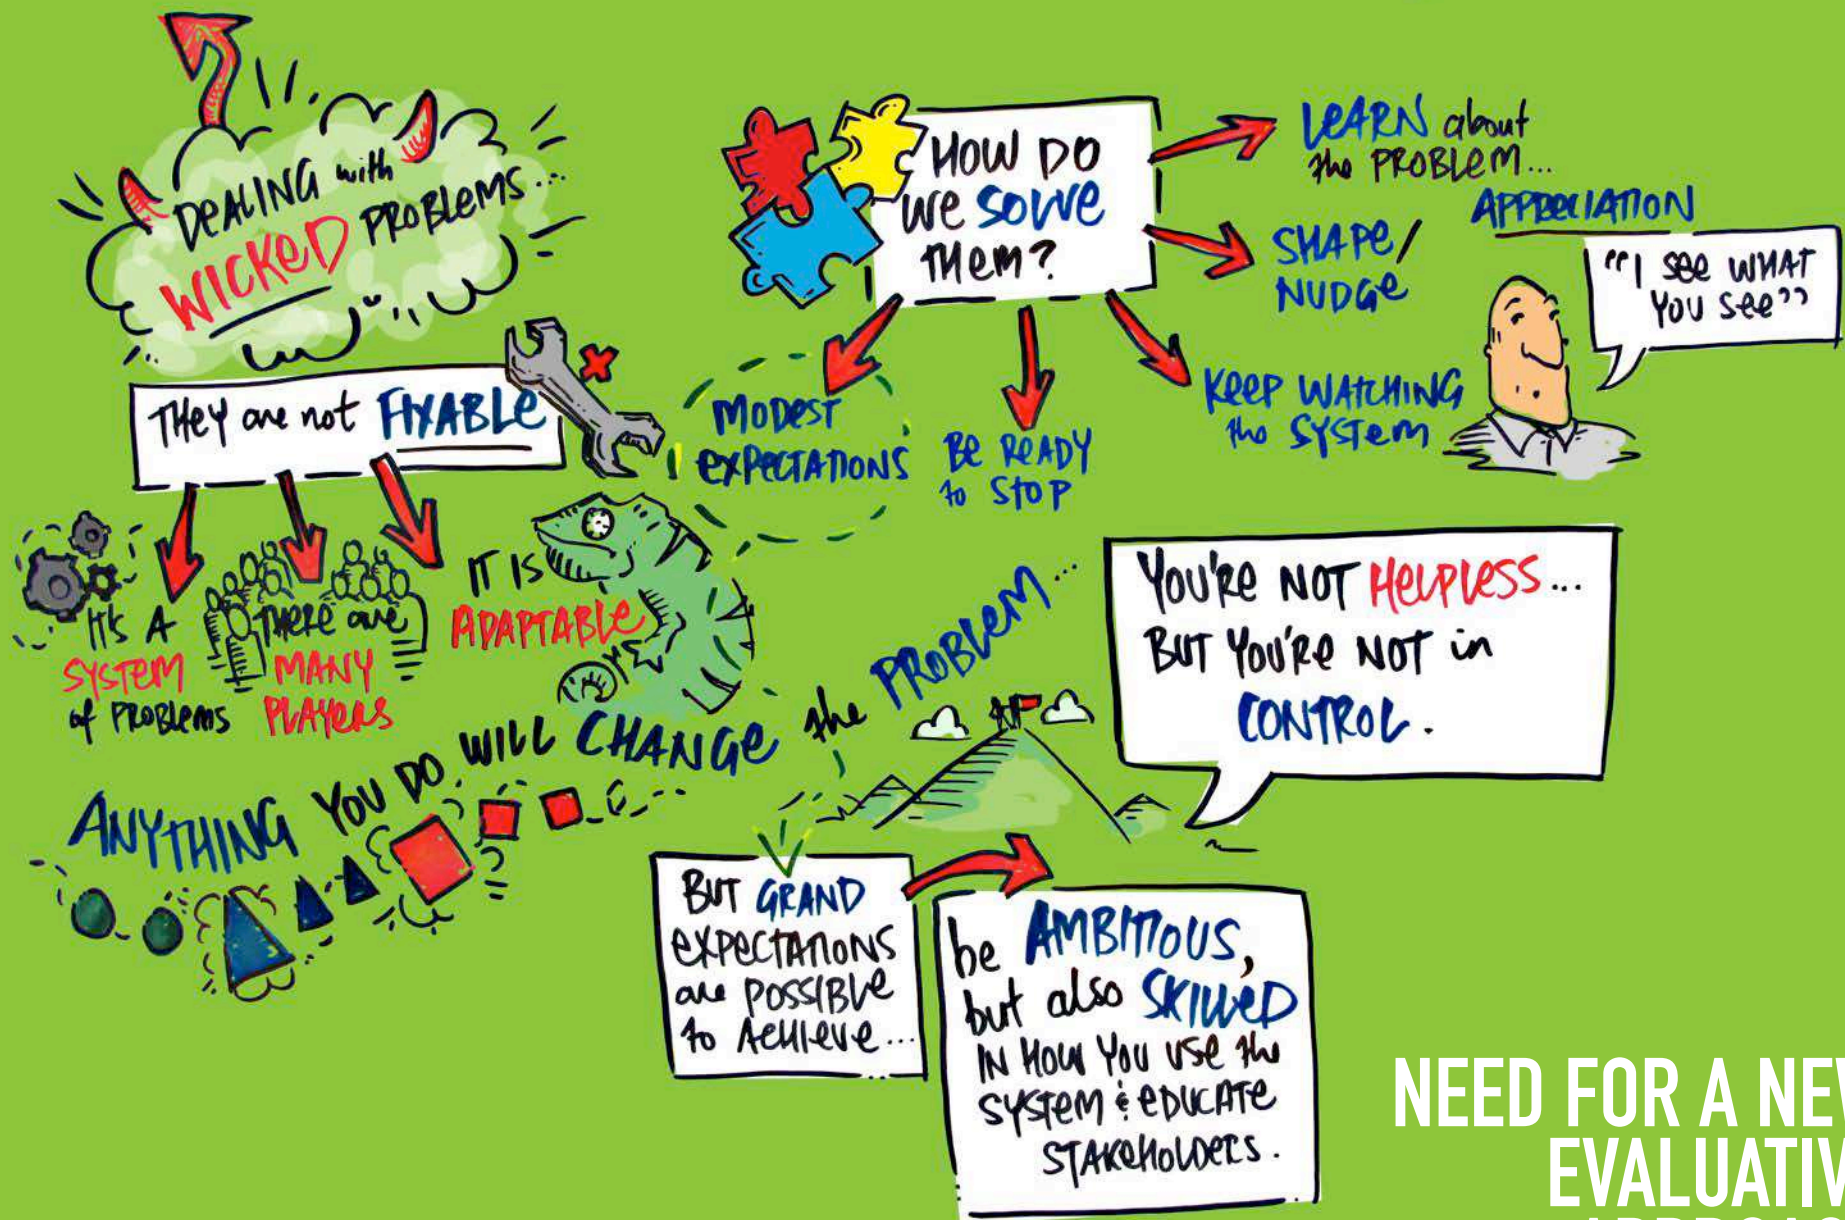 DEALING with
WICKED PROBLEMS...
THEY are not FIXABLE
IT'S A
SYSTEM
of PROBLEMS
THERE are
MANY
PLAYERS
IT IS
ADAPTABLE
ANYTHING YOU DO WILL CHANGE the PROBLEM...
HOW DO
WE SOLVE
THEM?
LEARN about
the PROBLEM...
APPRECIATION
SHAPE/
NUDGE
"I SEE WHAT
YOU SEE"
KEEP WATCHING
the SYSTEM
BE READY
to STOP
MODEST
EXPECTATIONS
YOU'RE NOT HELPLESS...
BUT YOU'RE NOT in
CONTROL.
BUT GRAND
EXPECTATIONS
are POSSIBLE
to ACHIEVE...
be AMBITIOUS,
but also SKILLED
IN HOW YOU USE the
SYSTEM & EDUCATE
STAKEHOLDERS.
NEED FOR A NEW
EVALUATIV